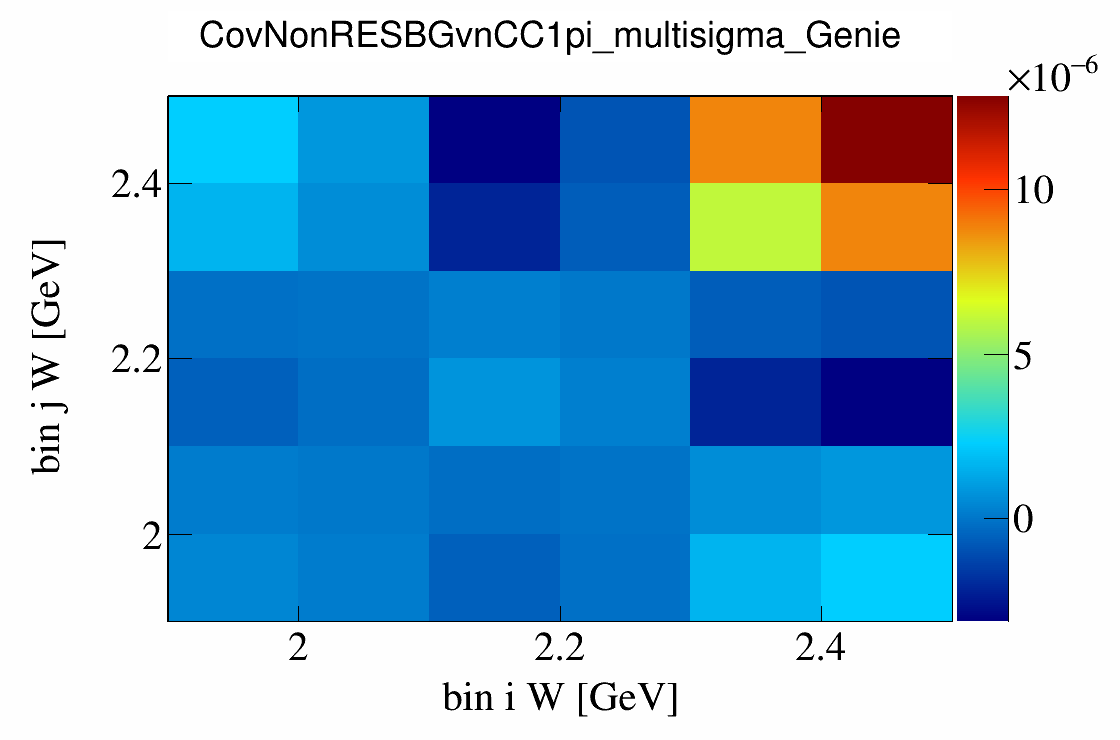 CovNonRESBGvnCC1pi_multisigma_Genie
×10⁻⁶
bin j W [GeV]
2.4
2.2
2
10
5
0
2 2.2 2.4
bin i W [GeV]